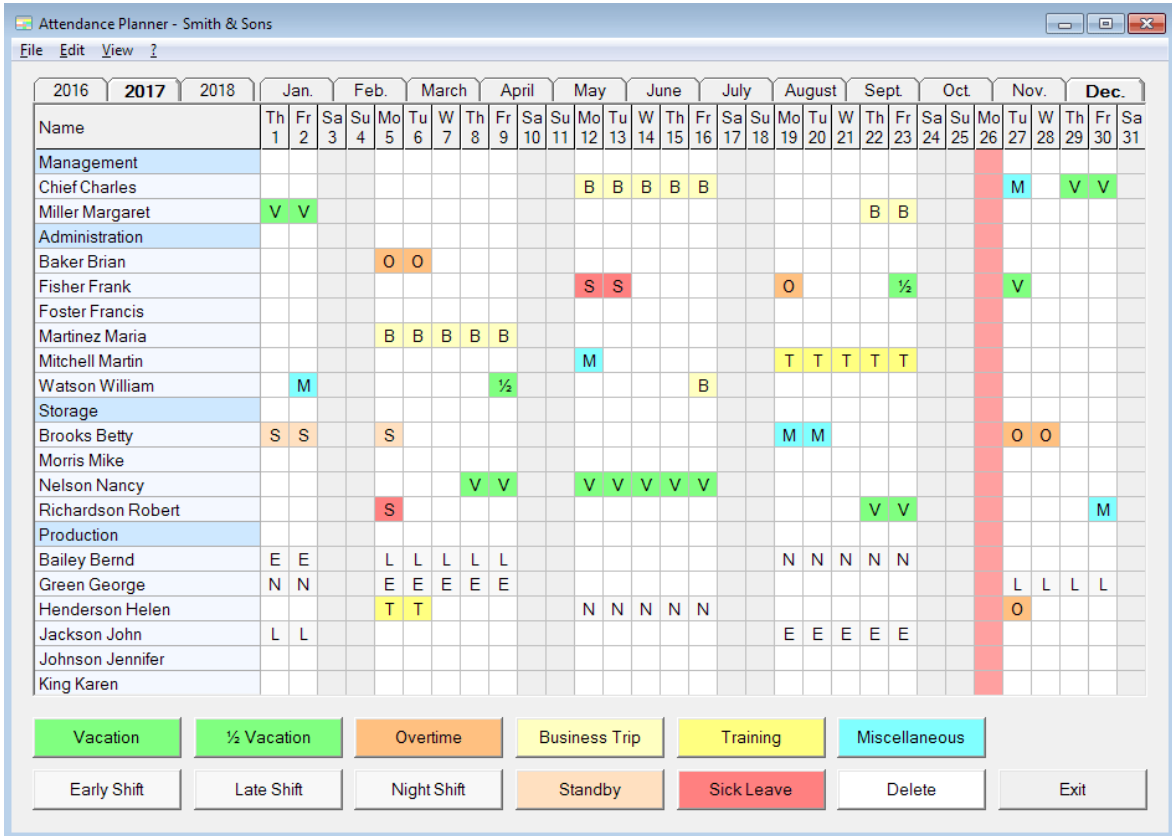 Attendance Planner - Smith & Sons
File Edit View ?
2016 2017 2018 Jan. Feb. March April May June July August Sept. Oct. Nov. Dec.
Th Fr Sa Su Mo Tu W Th Fr Sa Su Mo Tu W Th Fr Sa Su Mo Tu W Th Fr Sa Su Mo Tu W Th Fr Sa
Name 1 2 3 4 5 6 7 8 9 10 11 12 13 14 15 16 17 18 19 20 21 22 23 24 25 26 27 28 29 30 31
Management
Chief Charles B B B B B M V V
Miller Margaret V V B B
Administration
Baker Brian O O
Fisher Frank S S O ½ V
Foster Francis
Martinez Maria B B B B B
Mitchell Martin M T T T T T
Watson William M ½ B
Storage
Brooks Betty S S S M M O O
Morris Mike
Nelson Nancy V V V V V V V
Richardson Robert S V V M
Production
Bailey Bernd E E L L L L L N N N N N
Green George N N E E E E E L L L L
Henderson Helen T T N N N N N O
Jackson John L L E E E E E
Johnson Jennifer
King Karen
Vacation ½ Vacation Overtime Business Trip Training Miscellaneous
Early Shift Late Shift Night Shift Standby Sick Leave Delete Exit